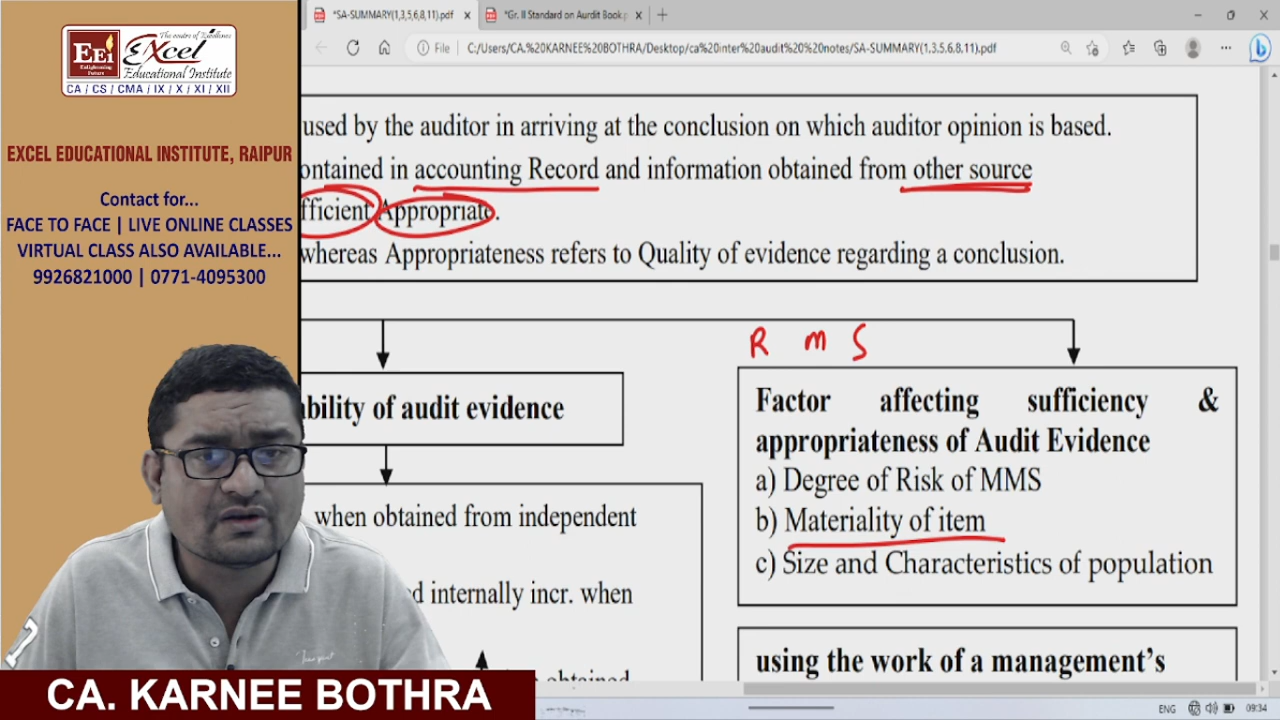 *SA-SUMMARY(1,3,5,6,8,11).pdf
*Gr. II Standard on Aurdit Book.p
File
C:/Users/CA.%20KARNEE%20BOTHRA/Desktop/ca%20inter%20audit%20%20notes/SA-SUMMARY(1,3.5.6.8.11).pdf
The centre of Excellence
EEi
Enlightening Future
Excel
Educational Institute
CA / CS / CMA / IX / X / XI / XII
EXCEL EDUCATIONAL INSTITUTE, RAIPUR
Contact for...
FACE TO FACE | LIVE ONLINE CLASSES
VIRTUAL CLASS ALSO AVAILABLE...
9926821000 | 0771-4095300
used by the auditor in arriving at the conclusion on which auditor opinion is based.
ontained in accounting Record and information obtained from other source
fficient Appropriate.
whereas Appropriateness refers to Quality of evidence regarding a conclusion.
R m S
ability of audit evidence
when obtained from independent
d internally incr. when
obtained
Factor affecting sufficiency &
appropriateness of Audit Evidence
a) Degree of Risk of MMS
b) Materiality of item
c) Size and Characteristics of population
using the work of a management's
CA. KARNEE BOTHRA
ENG
09:34